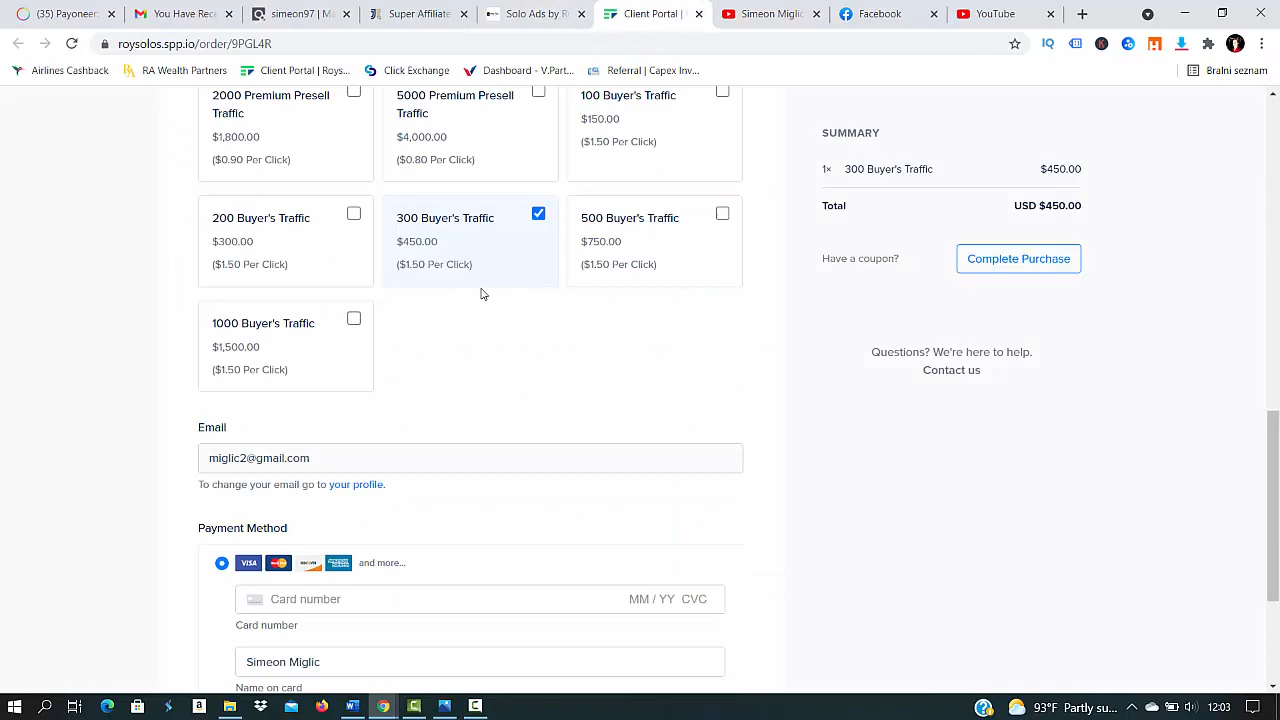 (35) Payoneer
You Have Rece
simeon97 | Ma
Super Affiliate
Solo Ads by Ro
Client Portal | R
Simeon Miglic
Facebook
YouTube
roysolos.spp.io/order/9PGL4R
Airlines Cashback
RA Wealth Partners
Client Portal | Roys...
Click Exchange
Dashboard - V.Part...
Referral | Capex Inv...
Bralni seznam
2000 Premium Presell
Traffic
$1,800.00
($0.90 Per Click)
5000 Premium Presell
Traffic
$4,000.00
($0.80 Per Click)
100 Buyer's Traffic
$150.00
($1.50 Per Click)
200 Buyer's Traffic
$300.00
($1.50 Per Click)
300 Buyer's Traffic
$450.00
($1.50 Per Click)
500 Buyer's Traffic
$750.00
($1.50 Per Click)
1000 Buyer's Traffic
$1,500.00
($1.50 Per Click)
SUMMARY
1× 300 Buyer's Traffic $450.00
Total USD $450.00
Have a coupon? Complete Purchase
Questions? We're here to help.
Contact us
Email
miglic2@gmail.com
To change your email go to your profile.
Payment Method
VISA and more...
Card number MM / YY CVC
Card number
Simeon Miglic
Name on card
93°F Partly su...
12:03